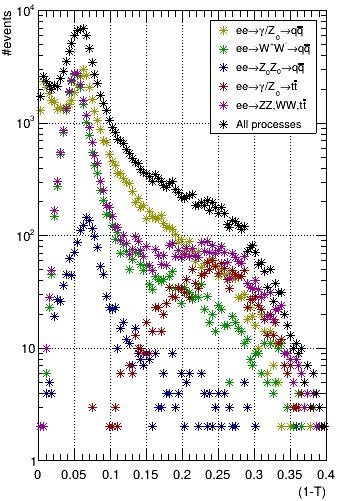 #events
10⁴
10³
10²
10
1
ee→γ/Z₀→qq̅
ee→W⁺W⁻→qq̅
ee→Z₀Z₀→qq̅
ee→γ/Z₀→tt̅
ee→ZZ,WW,tt̅
All processes
0 0.05 0.1 0.15 0.2 0.25 0.3 0.35 0.4
(1-T)